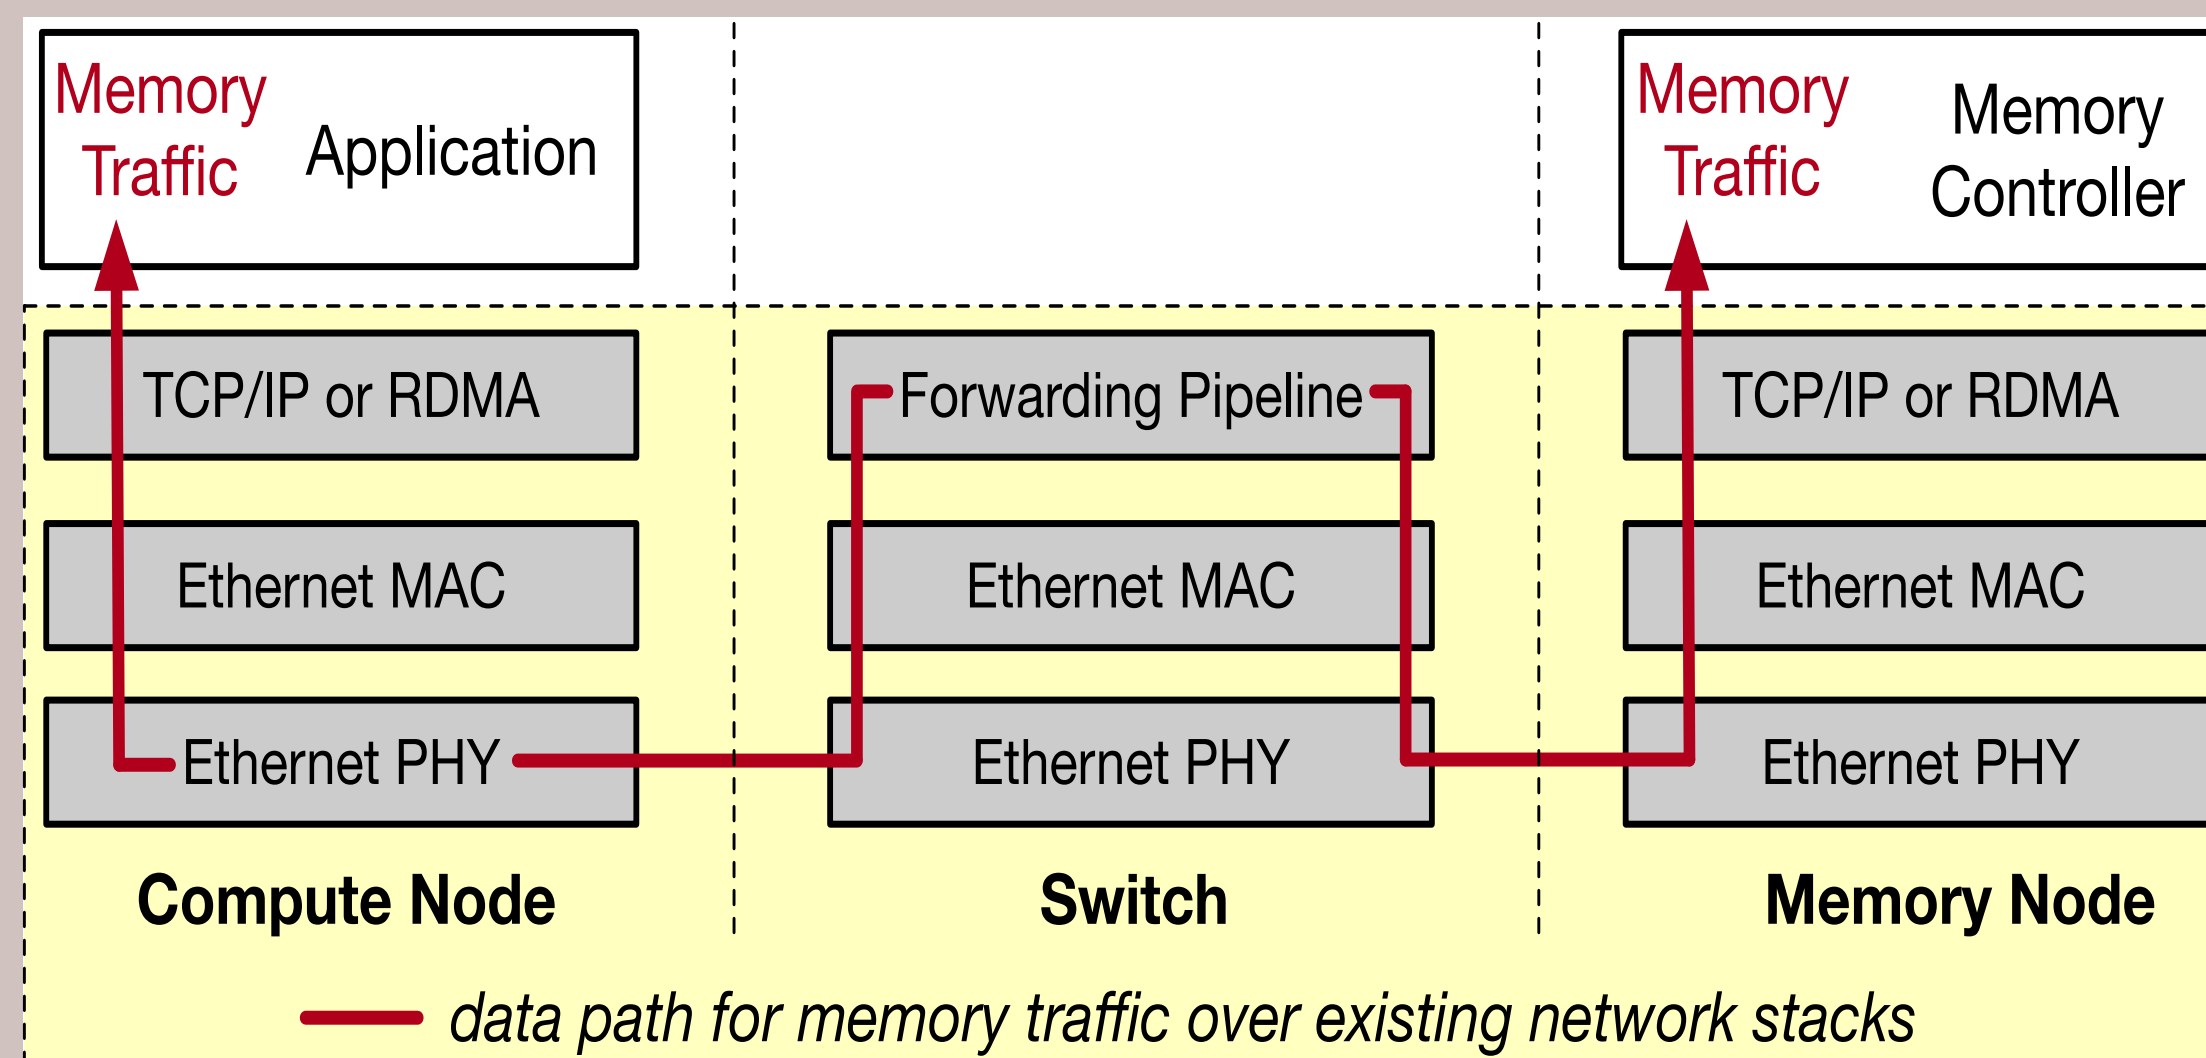 Memory
Traffic
Application
Memory
Traffic
Memory
Controller
TCP/IP or RDMA
Forwarding Pipeline
TCP/IP or RDMA
Ethernet MAC
Ethernet MAC
Ethernet MAC
Ethernet PHY
Ethernet PHY
Ethernet PHY
Compute Node
Switch
Memory Node
data path for memory traffic over existing network stacks